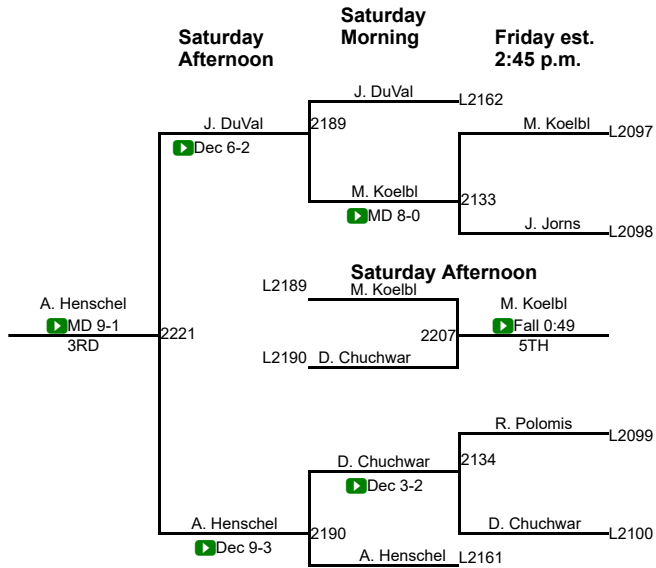 Saturday
Afternoon
Saturday
Morning
Friday est.
2:45 p.m.
J. DuVal
L2162
J. DuVal
2189
Dec 6-2
M. Koelbl
L2097
M. Koelbl
2133
MD 8-0
J. Jorns
L2098
Saturday Afternoon
L2189
M. Koelbl
A. Henschel
MD 9-1
3RD
2221
M. Koelbl
2207
Fall 0:49
5TH
L2190
D. Chuchwar
R. Polomis
L2099
D. Chuchwar
2134
Dec 3-2
A. Henschel
2190
Dec 9-3
D. Chuchwar
L2100
A. Henschel
L2161